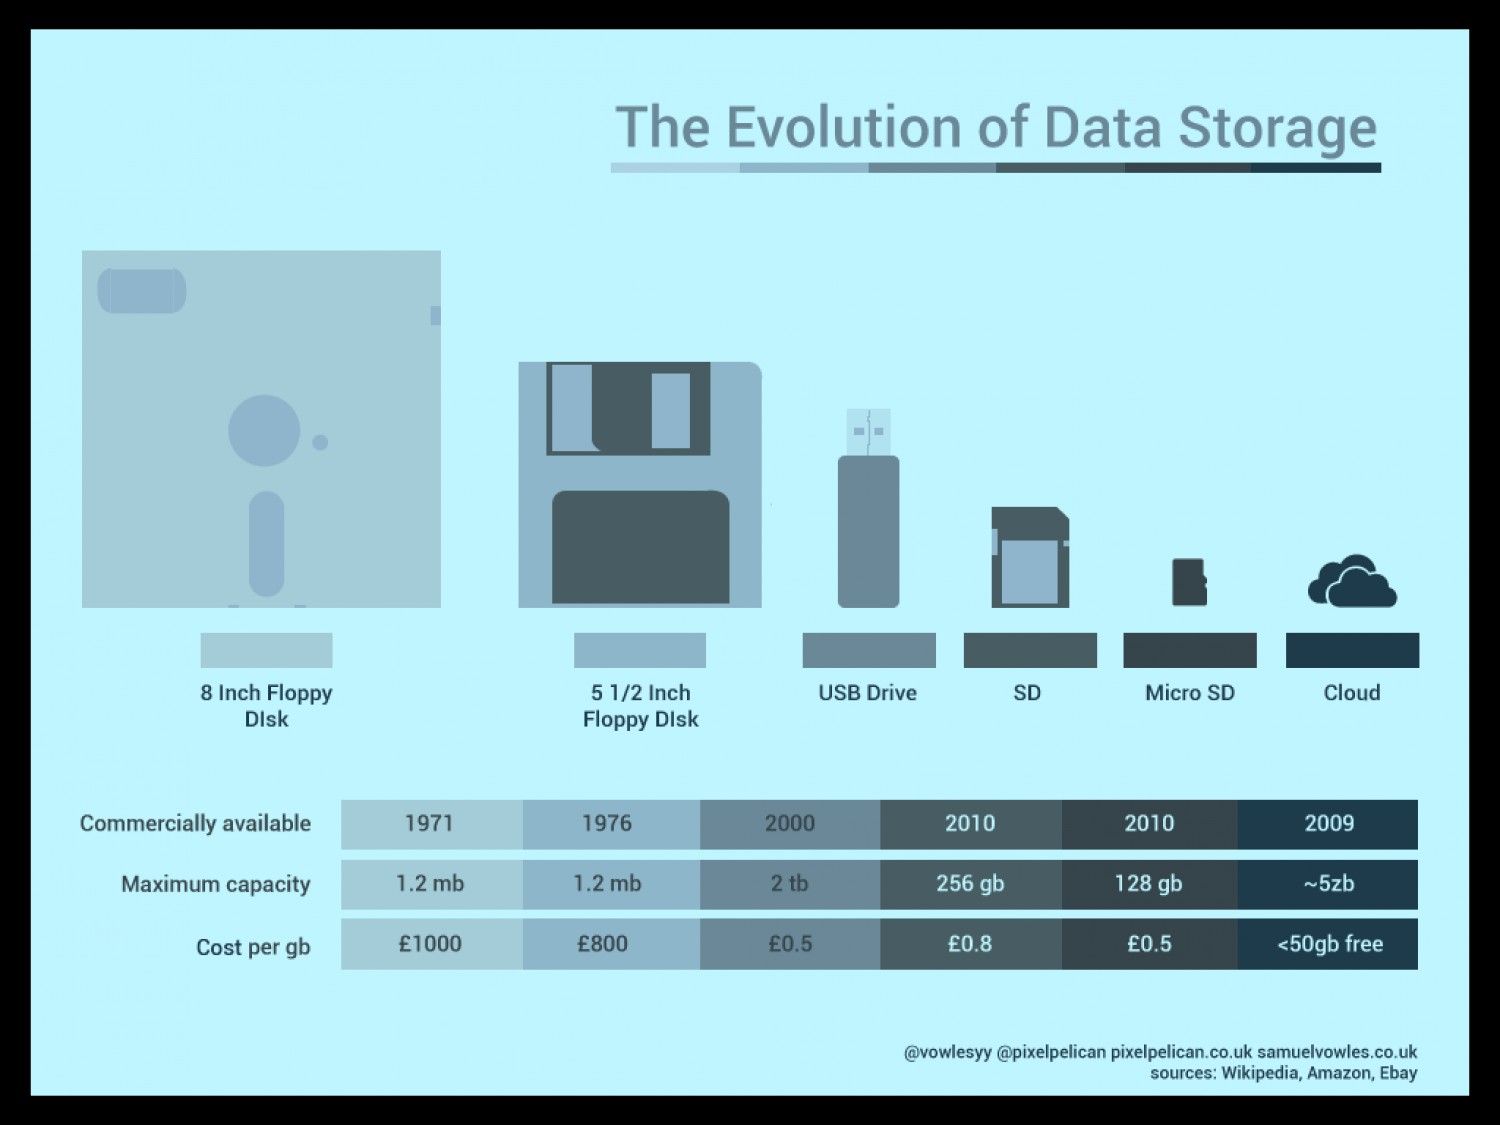 The Evolution of Data Storage
8 Inch Floppy
DIsk
5 1/2 Inch
Floppy DIsk
USB Drive
SD
Micro SD
Cloud
Commercially available 1971 1976 2000 2010 2010 2009
Maximum capacity 1.2 mb 1.2 mb 2 tb 256 gb 128 gb ~5zb
Cost per gb £1000 £800 £0.5 £0.8 £0.5 <50gb free
@vowlesyy @pixelpelican pixelpelican.co.uk samuelvowles.co.uk
sources: Wikipedia, Amazon, Ebay